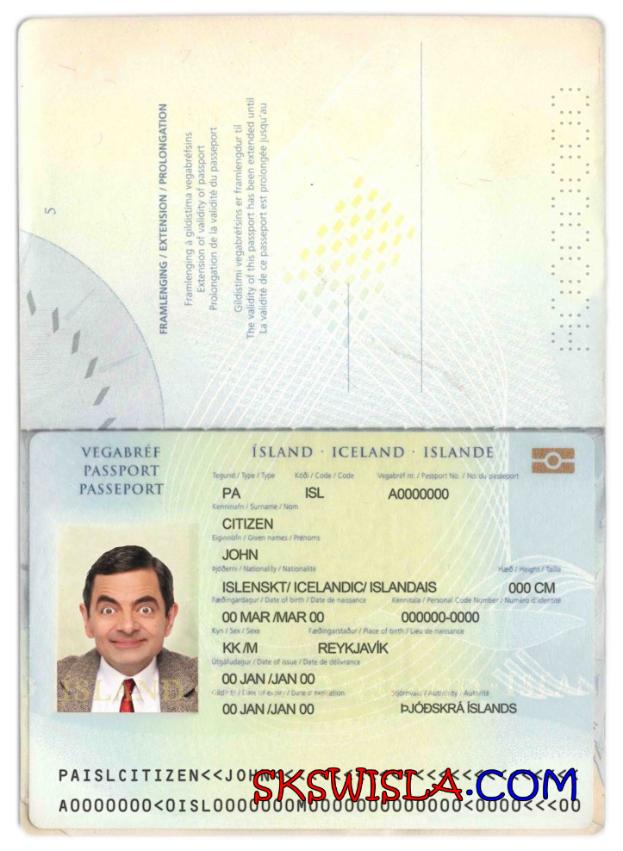 5
FRAMLENGING / EXTENSION / PROLONGATION
Framlenging á gildistíma vegabréfsins
Extension of validity of passport
Prolongation de la validité du passeport
Gildistími vegabréfsins er framlengdur til
The validity of this passport has been extended until
La validité de ce passeport est prolongée jusqu'au
VEGABRÉF
PASSPORT
PASSEPORT
ÍSLAND · ICELAND · ISLANDE
Tegund / Type / Type Kóði / Code / Code Vegabréf nr. / Passport No. / No. du passeport
PA ISL A0000000
Kenninafn / Surname / Nom
CITIZEN
Eiginnöfn / Given names / Prénoms
JOHN
Þjóðerni / Nationality / Nationalité Hæð / Height / Taille
ISLENSKT/ ICELANDIC/ ISLANDAIS 000 CM
Fæðingardagur / Date of birth / Date de naissance Kennitala / Personal Code Number / Numéro d'identité
00 MAR /MAR 00 000000-0000
Kyn / Sex / Sexe Fæðingarstaður / Place of birth / Lieu de naissance
KK /M REYKJAVÍK
Útgáfudagur / Date of issue / Date de délivrance
00 JAN /JAN 00
Gildir til / Date of expiry / Date d'expiration Stjórnvald / Authority / Autorité
00 JAN /JAN 00 ÞJÓÐSKRÁ ÍSLANDS
ÍSLAND
PAISLCITIZEN<<JOHN<<
SKSWISLA.COM